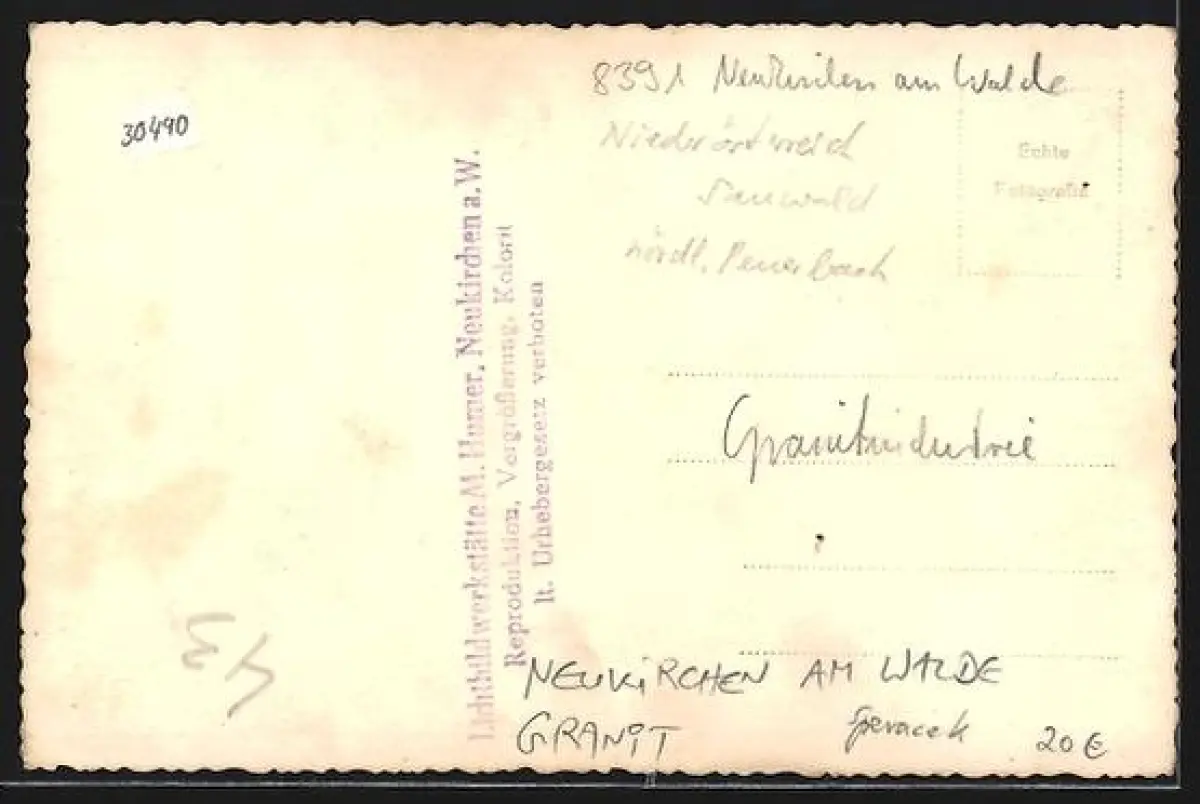 30490
8391 Neukirchen am Walde
Niederöstrreich
Sauwald
nördl. Peuerbach
Echte
Fotografie
Lichtbildwerkstätte M. Humer, Neukirchen a. W.
Reproduktion, Vergrößerung, Kolorit
lt. Urhebergesetz verboten
Granitindustrie
NEUKIRCHEN AM WALDE
GRANIT
20 €